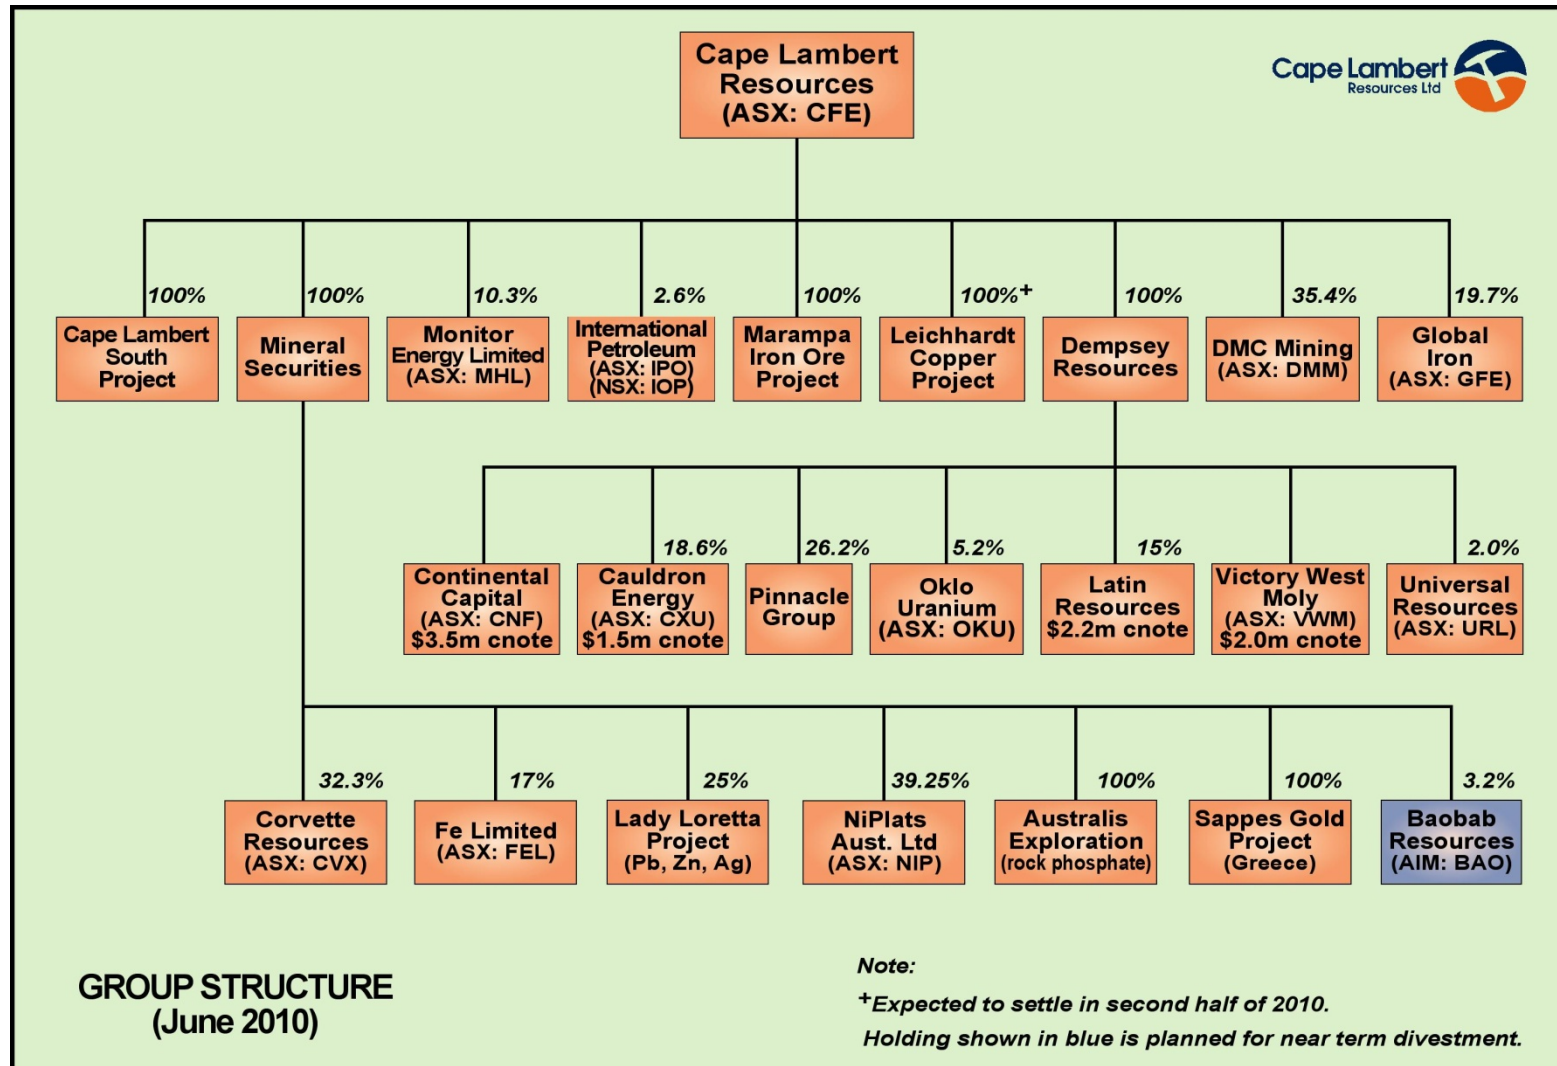 Cape Lambert
Resources
(ASX: CFE)
Cape Lambert
Resources Ltd
100%
100%
10.3%
2.6%
100%
100%+
100%
35.4%
19.7%
Cape Lambert
South
Project
Mineral
Securities
Monitor
Energy Limited
(ASX: MHL)
International
Petroleum
(ASX: IPO)
(NSX: IOP)
Marampa
Iron Ore
Project
Leichhardt
Copper
Project
Dempsey
Resources
DMC Mining
(ASX: DMM)
Global
Iron
(ASX: GFE)
18.6%
26.2%
5.2%
15%
2.0%
Continental
Capital
(ASX: CNF)
$3.5m cnote
Cauldron
Energy
(ASX: CXU)
$1.5m cnote
Pinnacle
Group
Oklo
Uranium
(ASX: OKU)
Latin
Resources
$2.2m cnote
Victory West
Moly
(ASX: VWM)
$2.0m cnote
Universal
Resources
(ASX: URL)
32.3%
17%
25%
39.25%
100%
100%
3.2%
Corvette
Resources
(ASX: CVX)
Fe Limited
(ASX: FEL)
Lady Loretta
Project
(Pb, Zn, Ag)
NiPlats
Aust. Ltd
(ASX: NIP)
Australis
Exploration
(rock phosphate)
Sappes Gold
Project
(Greece)
Baobab
Resources
(AIM: BAO)
GROUP STRUCTURE
(June 2010)
Note:
+Expected to settle in second half of 2010.
Holding shown in blue is planned for near term divestment.